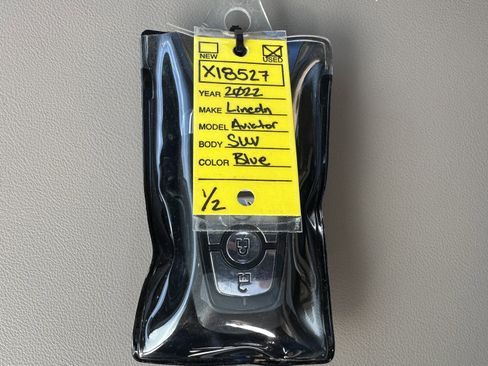 NEW USED
X18527
YEAR 2022
MAKE Lincoln
MODEL Aviator
BODY SUV
COLOR Blue
1/2